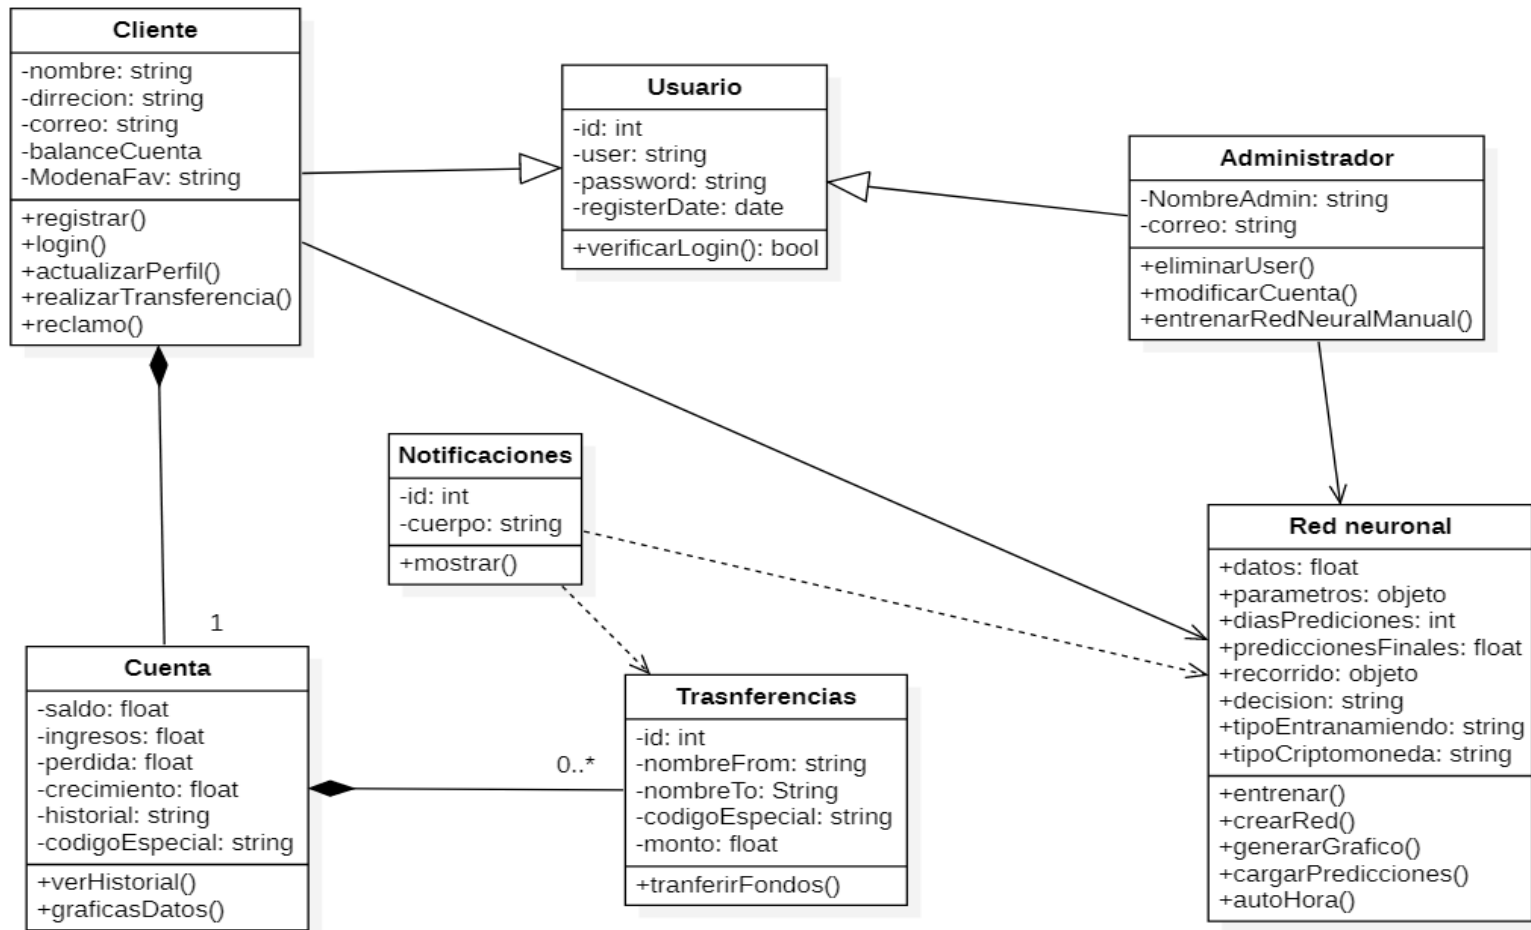 Cliente
-nombre: string
-dirrecion: string
-correo: string
-balanceCuenta
-ModenaFav: string
+registrar()
+login()
+actualizarPerfil()
+realizarTransferencia()
+reclamo()
Usuario
-id: int
-user: string
-password: string
-registerDate: date
+verificarLogin(): bool
Administrador
-NombreAdmin: string
-correo: string
+eliminarUser()
+modificarCuenta()
+entrenarRedNeuralManual()
Notificaciones
-id: int
-cuerpo: string
+mostrar()
1
Cuenta
-saldo: float
-ingresos: float
-perdida: float
-crecimiento: float
-historial: string
-codigoEspecial: string
+verHistorial()
+graficasDatos()
0..*
Trasnferencias
-id: int
-nombreFrom: string
-nombreTo: String
-codigoEspecial: string
-monto: float
+tranferirFondos()
Red neuronal
+datos: float
+parametros: objeto
+diasPrediciones: int
+prediccionesFinales: float
+recorrido: objeto
+decision: string
+tipoEntranamiendo: string
+tipoCriptomoneda: string
+entrenar()
+crearRed()
+generarGrafico()
+cargarPredicciones()
+autoHora()